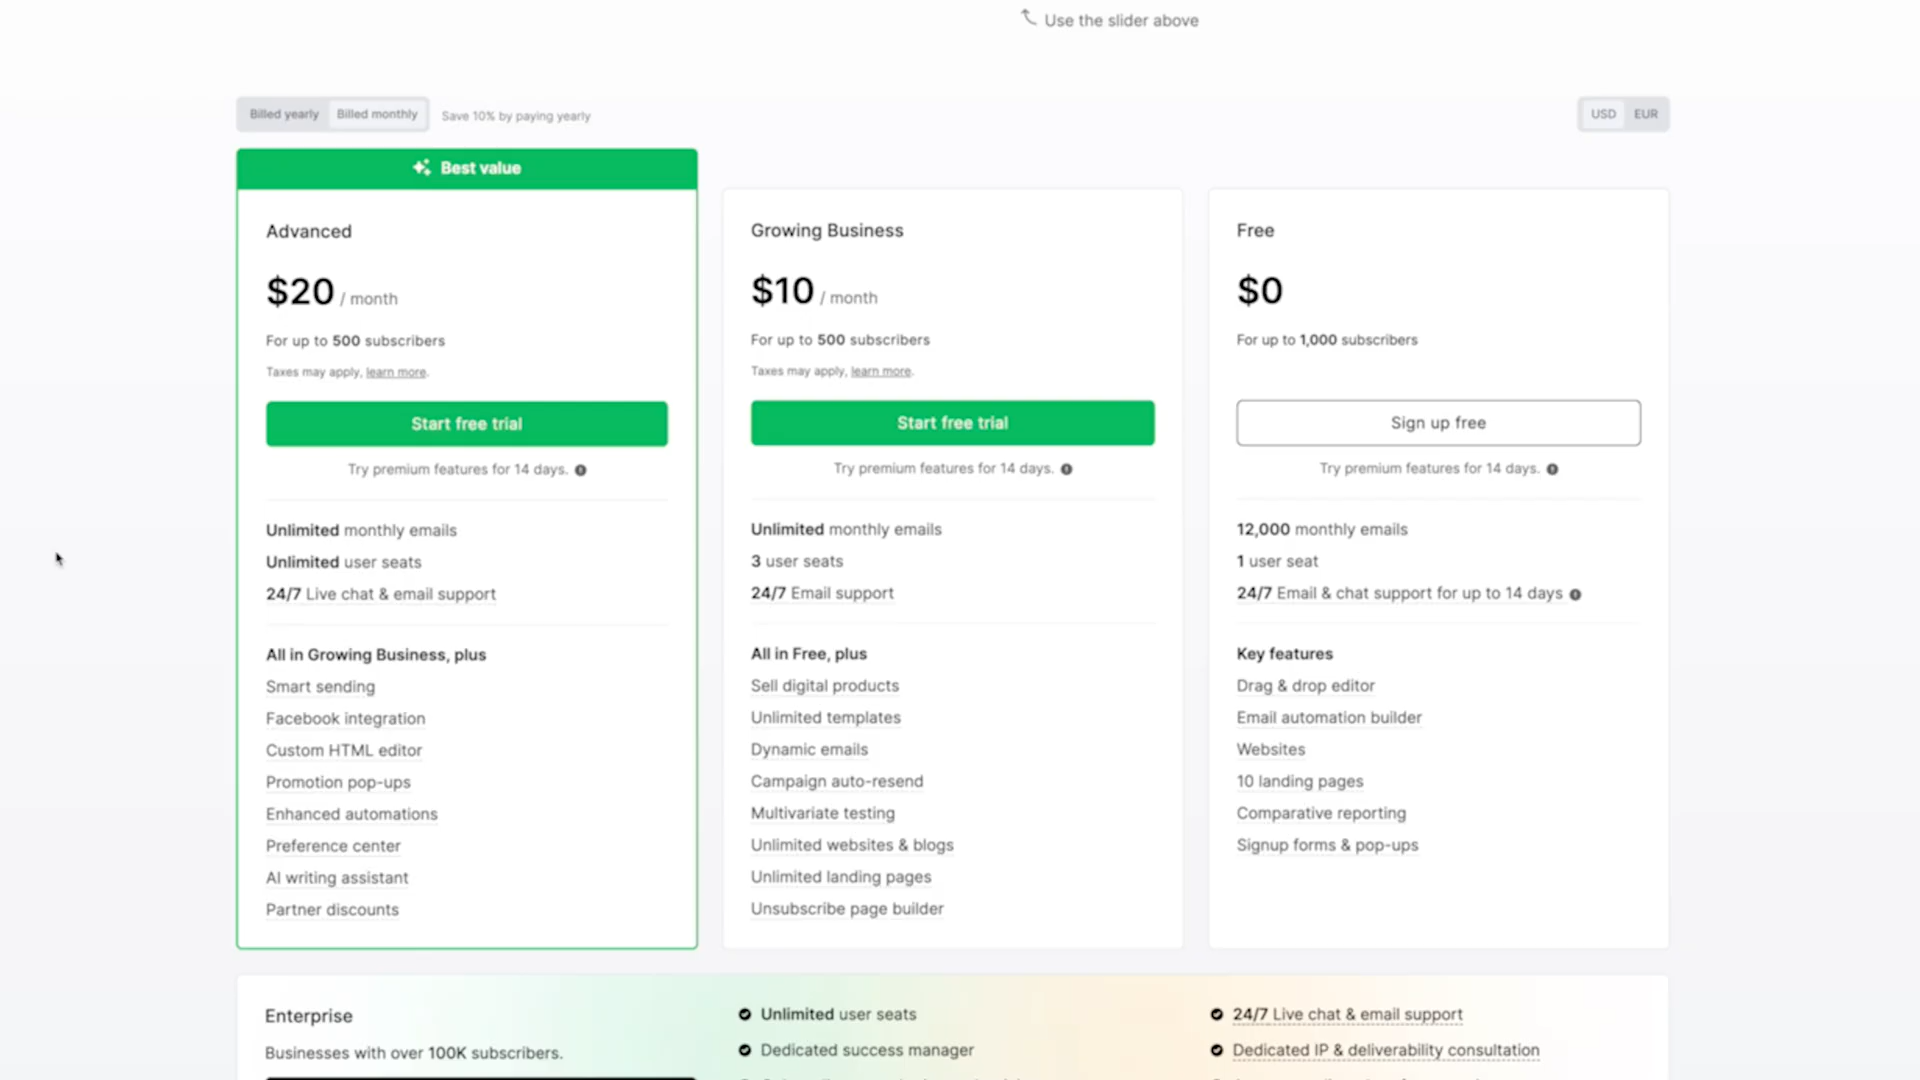 Use the slider above
Billed yearly Billed monthly Save 10% by paying yearly
USD EUR
Best value
Advanced
$20 / month
For up to 500 subscribers
Taxes may apply, learn more.
Start free trial
Try premium features for 14 days.
Unlimited monthly emails
Unlimited user seats
24/7 Live chat & email support
All in Growing Business, plus
Smart sending
Facebook integration
Custom HTML editor
Promotion pop-ups
Enhanced automations
Preference center
AI writing assistant
Partner discounts
Growing Business
$10 / month
For up to 500 subscribers
Taxes may apply, learn more.
Start free trial
Try premium features for 14 days.
Unlimited monthly emails
3 user seats
24/7 Email support
All in Free, plus
Sell digital products
Unlimited templates
Dynamic emails
Campaign auto-resend
Multivariate testing
Unlimited websites & blogs
Unlimited landing pages
Unsubscribe page builder
Free
$0
For up to 1,000 subscribers
Sign up free
Try premium features for 14 days.
12,000 monthly emails
1 user seat
24/7 Email & chat support for up to 14 days
Key features
Drag & drop editor
Email automation builder
Websites
10 landing pages
Comparative reporting
Signup forms & pop-ups
Enterprise
Businesses with over 100K subscribers.
Unlimited user seats
Dedicated success manager
24/7 Live chat & email support
Dedicated IP & deliverability consultation